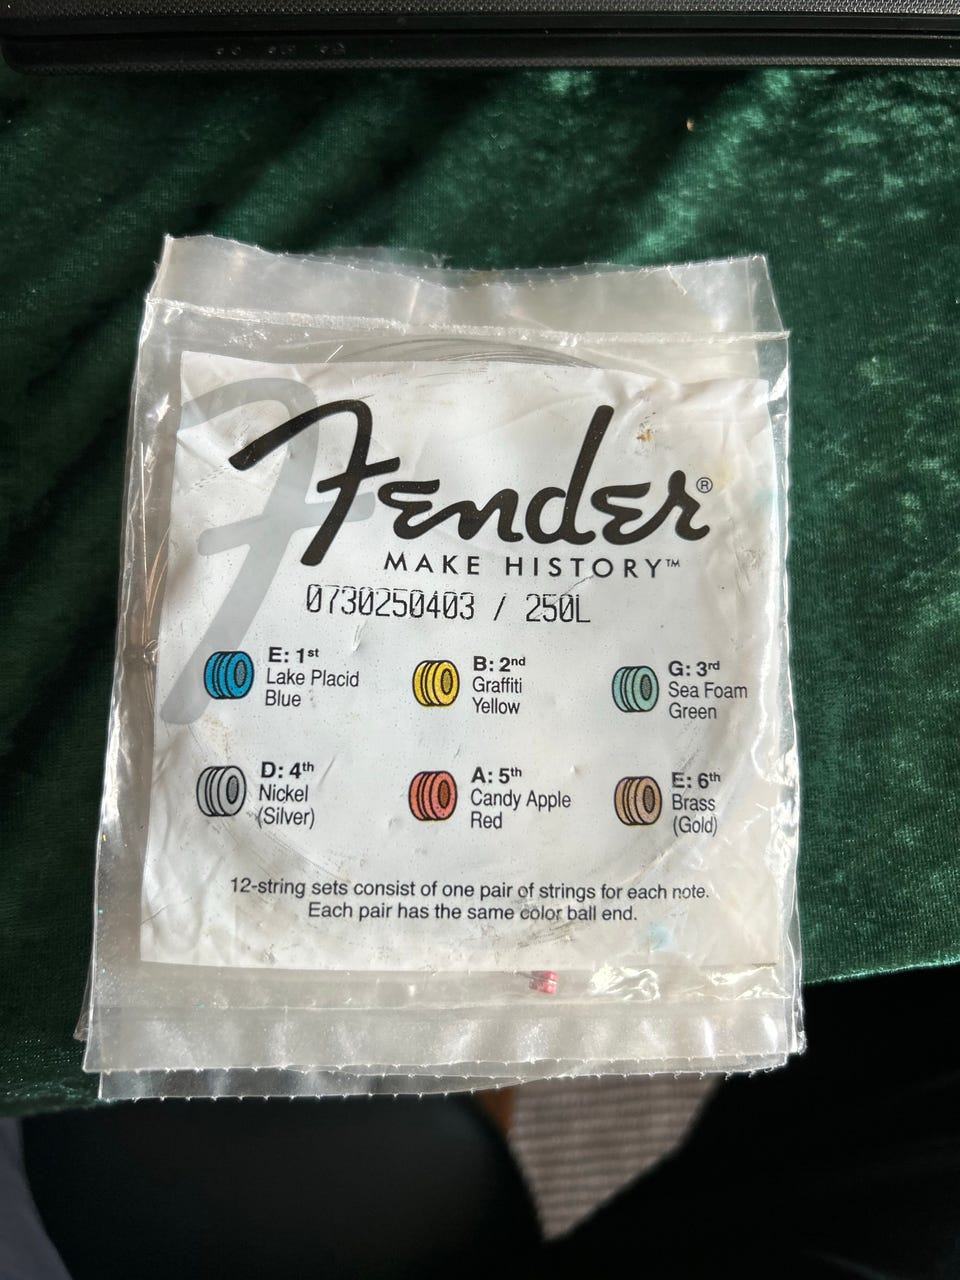 Fender®
MAKE HISTORY™
0730250403 / 250L
E: 1st
Lake Placid
Blue
B: 2nd
Graffiti
Yellow
G: 3rd
Sea Foam
Green
D: 4th
Nickel
(Silver)
A: 5th
Candy Apple
Red
E: 6th
Brass
(Gold)
12-string sets consist of one pair of strings for each note.
Each pair has the same color ball end.